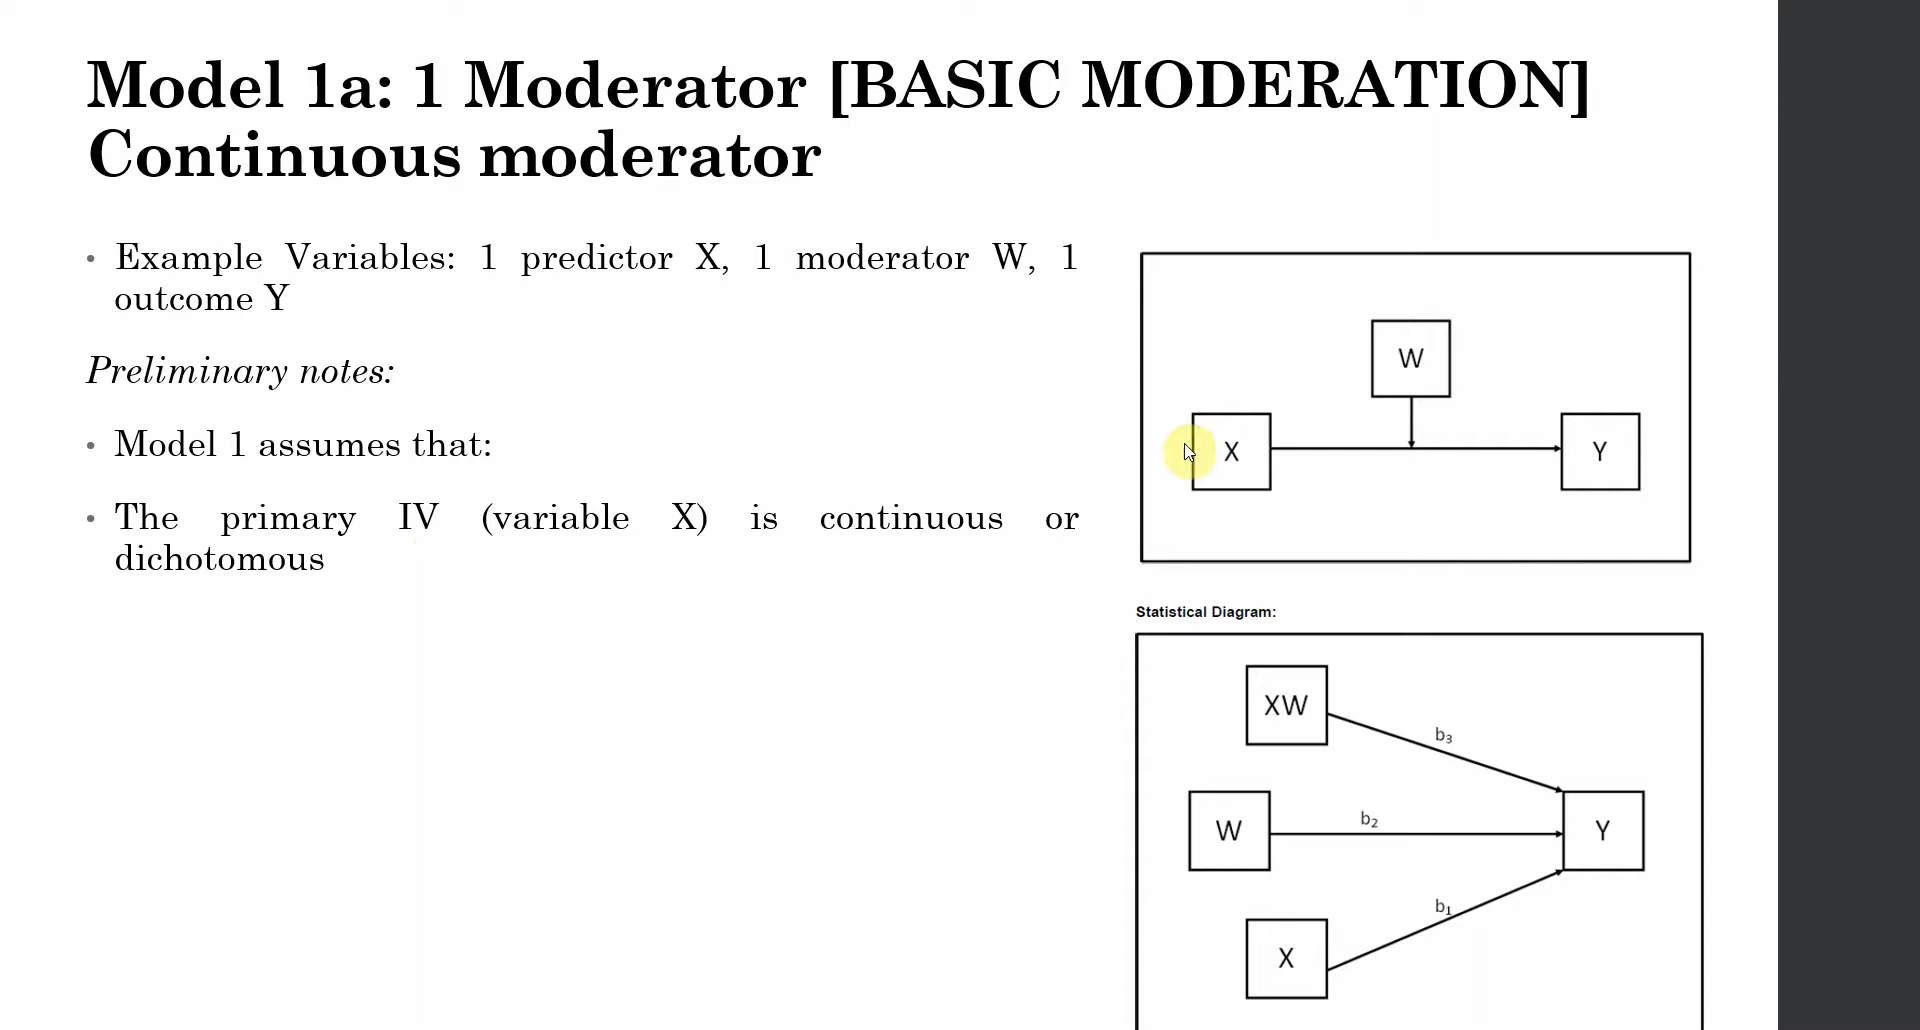 Model 1a: 1 Moderator [BASIC MODERATION]
Continuous moderator
• Example Variables: 1 predictor X, 1 moderator W, 1
outcome Y
Preliminary notes:
• Model 1 assumes that:
• The primary IV (variable X) is continuous or
dichotomous
W
X
Y
Statistical Diagram:
XW
b₃
W
b₂
Y
b₁
X